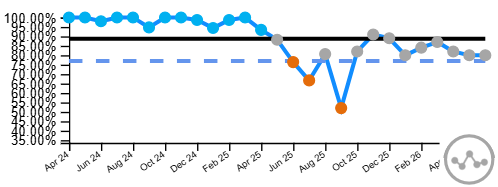 100.00%
95.00%
90.00%
85.00%
80.00%
75.00%
70.00%
65.00%
60.00%
55.00%
50.00%
45.00%
40.00%
35.00%
Apr 24
Jun 24
Aug 24
Oct 24
Dec 24
Feb 25
Apr 25
Jun 25
Aug 25
Oct 25
Dec 25
Feb 26